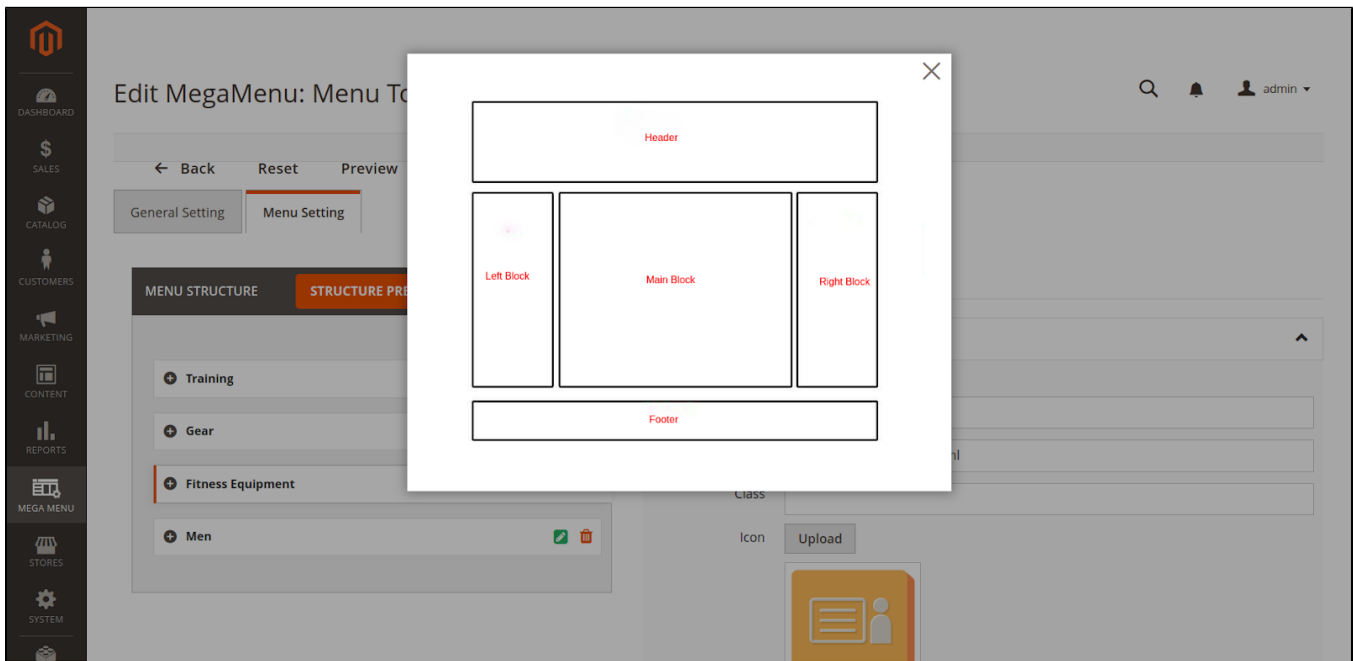 DASHBOARD
SALES
CATALOG
CUSTOMERS
MARKETING
CONTENT
REPORTS
MEGA MENU
STORES
SYSTEM
Edit MegaMenu: Menu To
admin
Back Reset Preview
General Setting Menu Setting
MENU STRUCTURE STRUCTURE PRE
Training
Gear
Fitness Equipment
Men
Header
Left Block Main Block Right Block
Footer
Class
Icon Upload